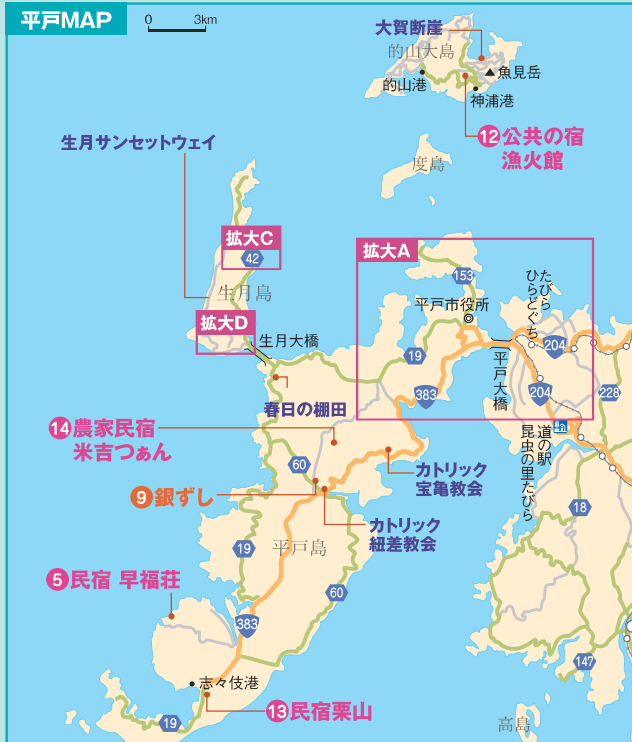 平戸MAP
0 3km
大賀断崖
的山大島
的山港
魚見岳
神浦港
⑫公共の宿
漁火館
度島
生月サンセットウェイ
拡大C
42
生月島
拡大D
生月大橋
拡大A
153
平戸市役所
たびら
ひらどぐち
19
204
平戸大橋
383
204
228
春日の棚田
⑭農家民宿
米吉つぁん
道の駅
昆虫の里たびら
60
カトリック
宝亀教会
⑨銀ずし
18
カトリック
紐差教会
19
平戸島
⑤民宿 早福荘
60
383
147
志々伎港
⑬民宿栗山
19
高島